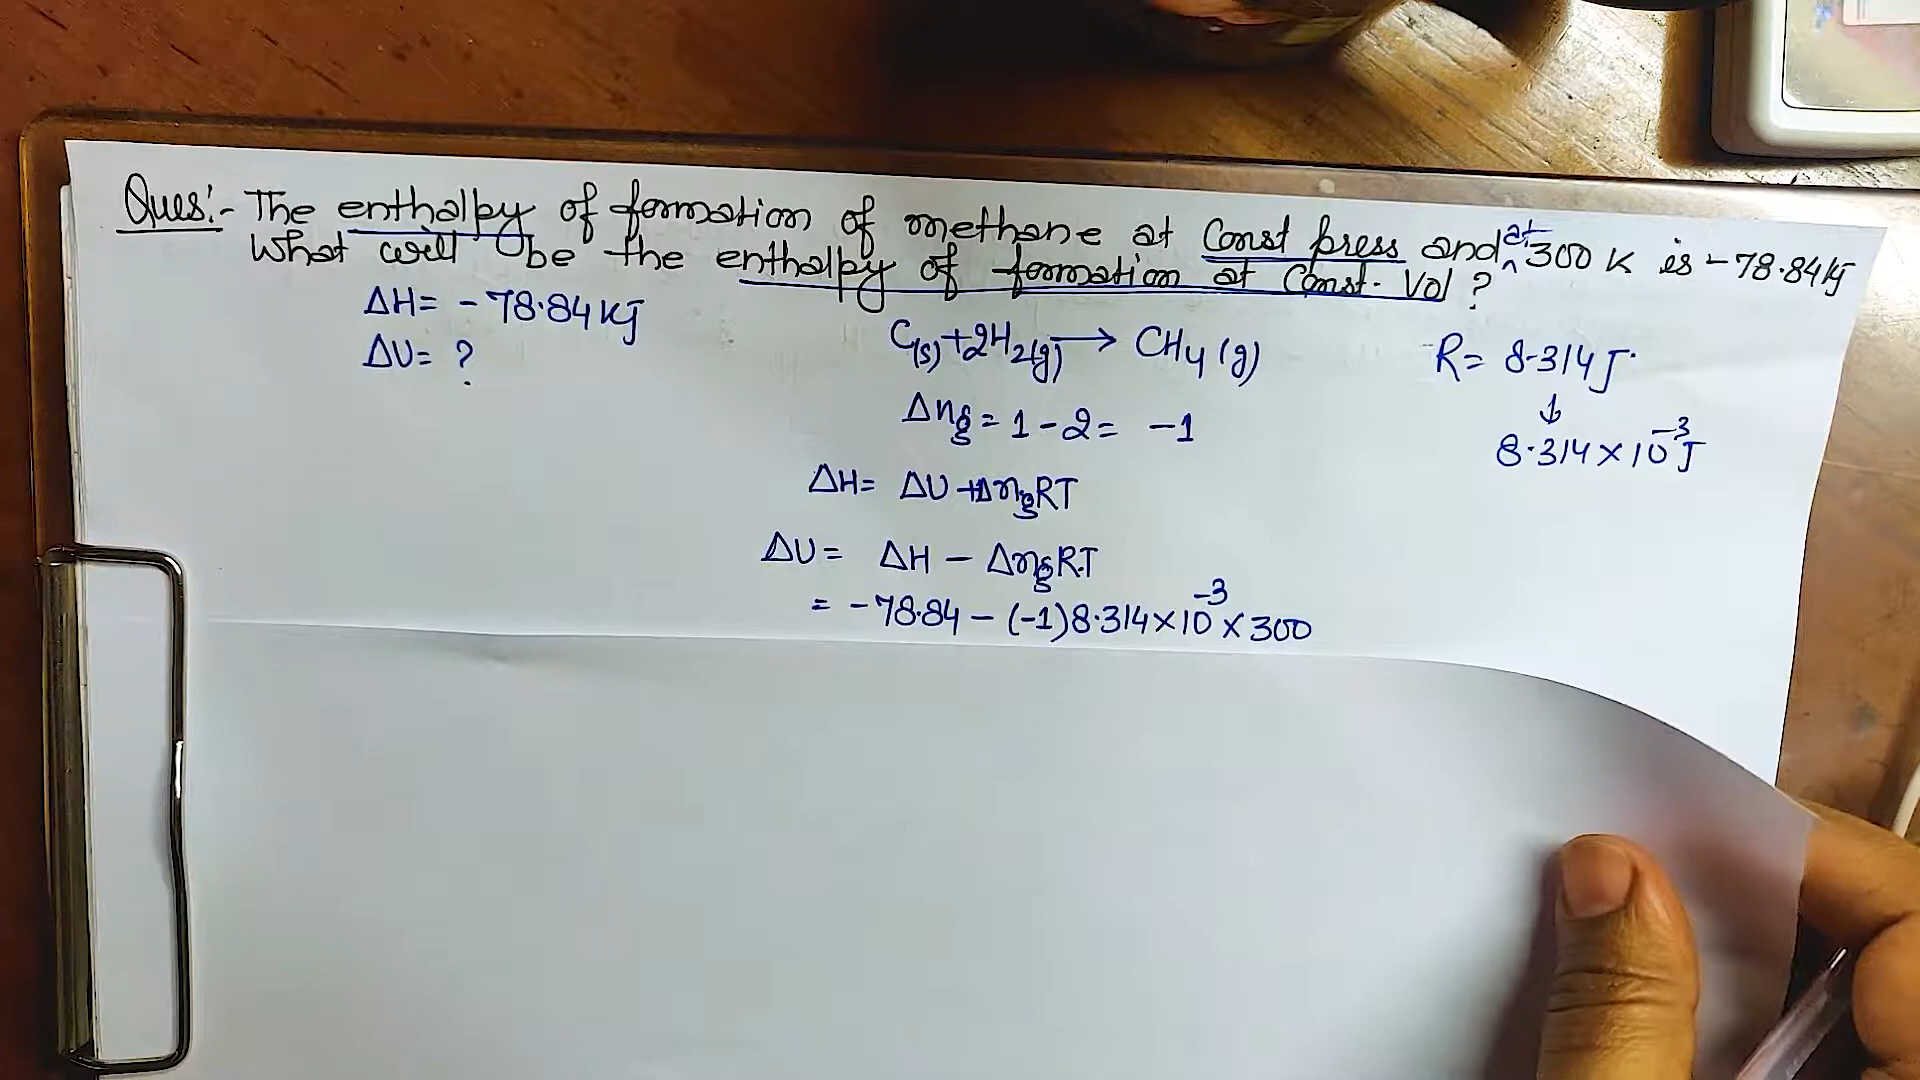 Ques:- The enthalpy of formation of methane at Const press and at 300 K is -78.84 kJ
What will be the enthalpy of formation at Const. Vol ?
ΔH= -78.84 kJ
ΔU= ?
C(s)+2H2(g) → CH4(g)
Δng = 1-2= -1
ΔH= ΔU+ΔngRT
ΔU= ΔH - ΔngRT
= -78.84 - (-1)8.314×10⁻³×300
R= 8.314J
↓
8.314×10⁻³J